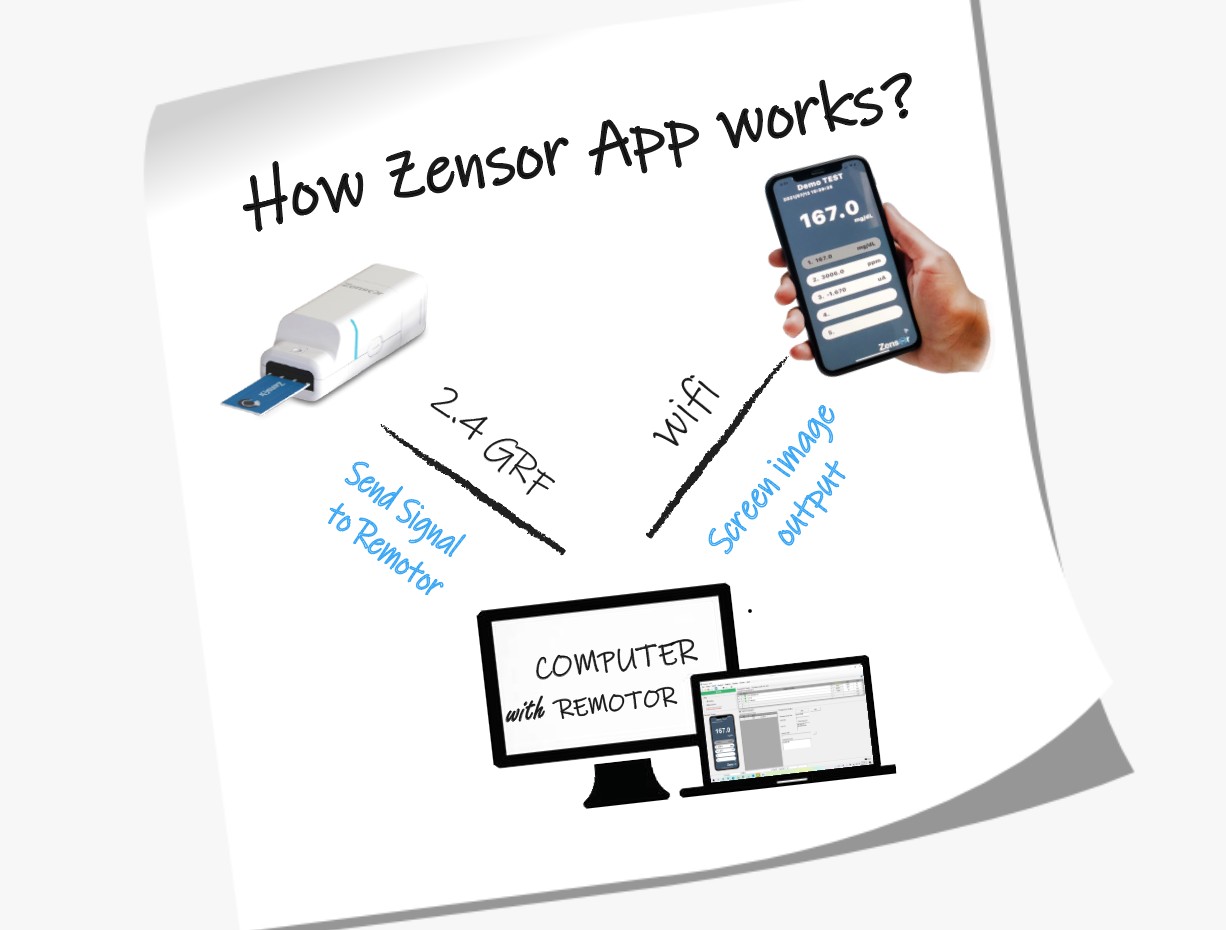 How Zensor App works?
Demo TEST
167.0
mg/dL
1. 167.0 mg/dL
2. 3000.0 ppm
3. -1.670 uA
4.
5.
Zensor
ZensorX
2.4 GRF
Send Signal
to Remotor
wifi
Screen image
output
COMPUTER
with REMOTOR
167.0